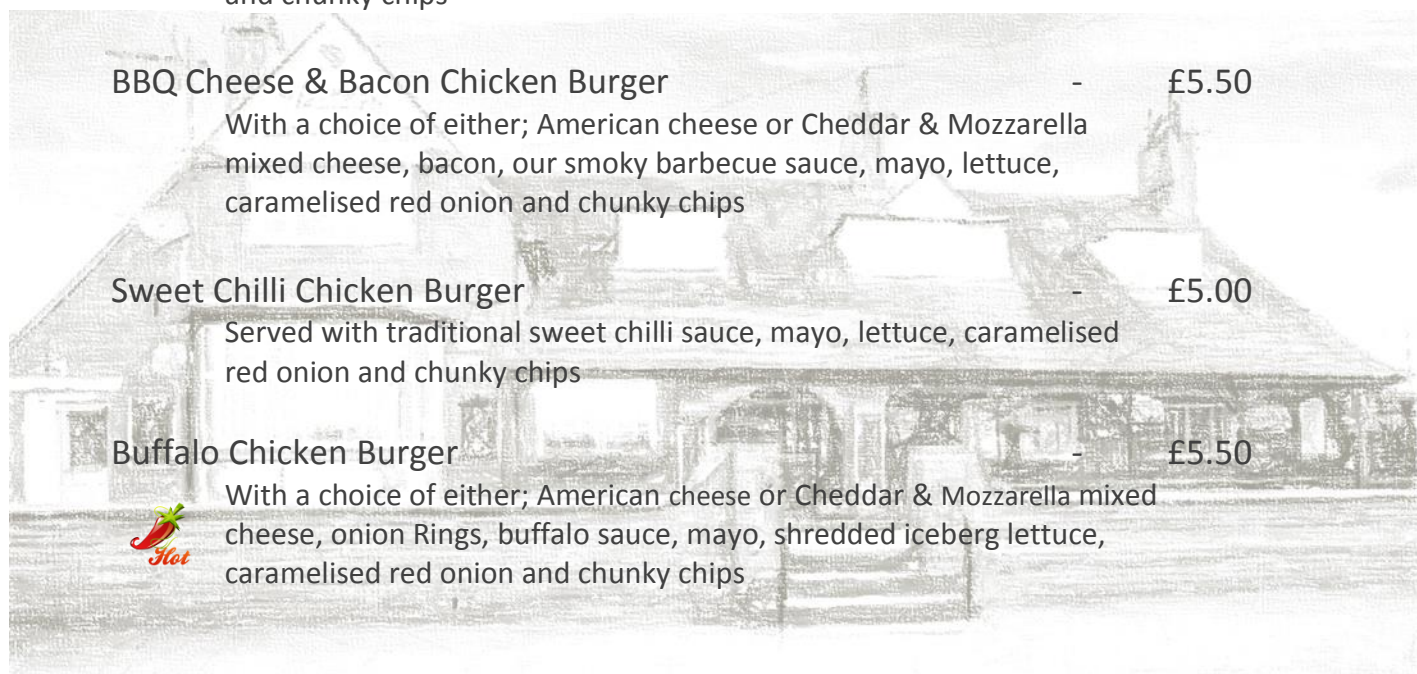 and chunky chips
BBQ Cheese & Bacon Chicken Burger - £5.50
With a choice of either; American cheese or Cheddar & Mozzarella
mixed cheese, bacon, our smoky barbecue sauce, mayo, lettuce,
caramelised red onion and chunky chips
Sweet Chilli Chicken Burger - £5.00
Served with traditional sweet chilli sauce, mayo, lettuce, caramelised
red onion and chunky chips
Buffalo Chicken Burger - £5.50
With a choice of either; American cheese or Cheddar & Mozzarella mixed
cheese, onion Rings, buffalo sauce, mayo, shredded iceberg lettuce,
Hot
caramelised red onion and chunky chips